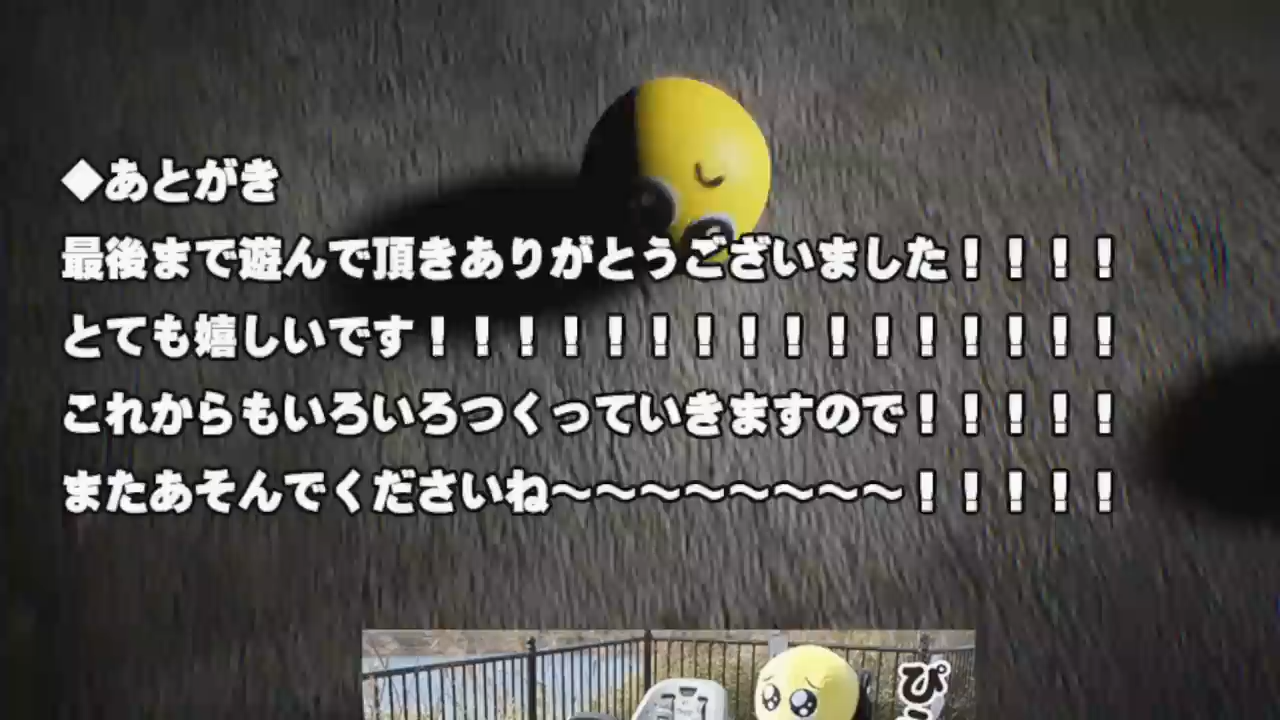 ◆あとがき
最後まで遊んで頂きありがとうございました！！！！
とても嬉しいです！！！！！！！！！！！！！！！！
これからもいろいろつくっていきますので！！！！！
またあそんでくださいね～～～～～～～～！！！！！
ぴ